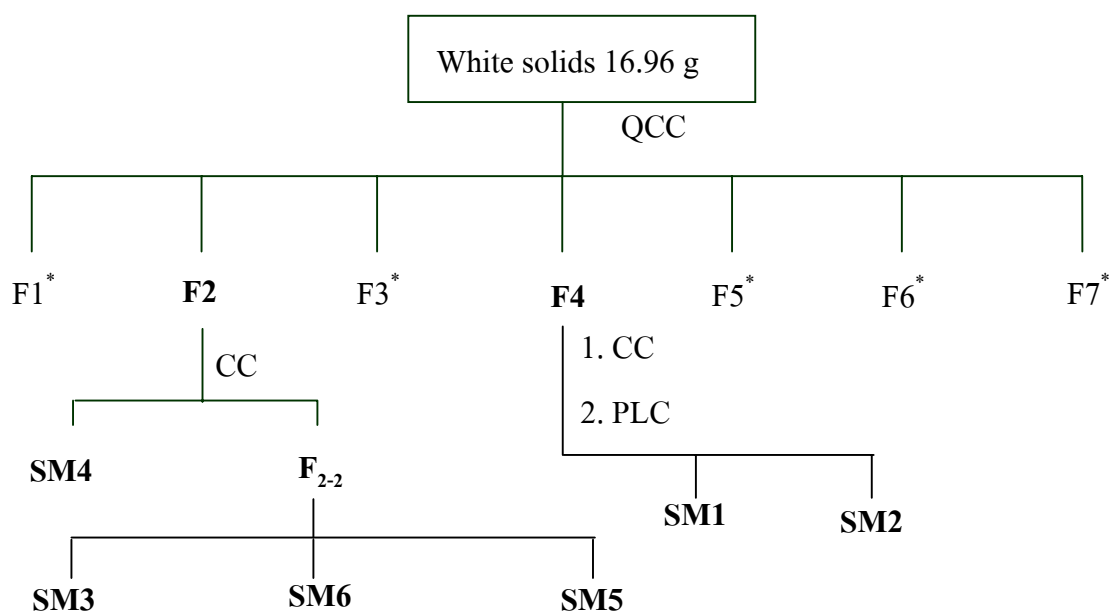 White solids 16.96 g
QCC
F1* F2 F3* F4 F5* F6* F7*
CC
1. CC
2. PLC
SM4 F2-2
SM1 SM2
SM3 SM6 SM5